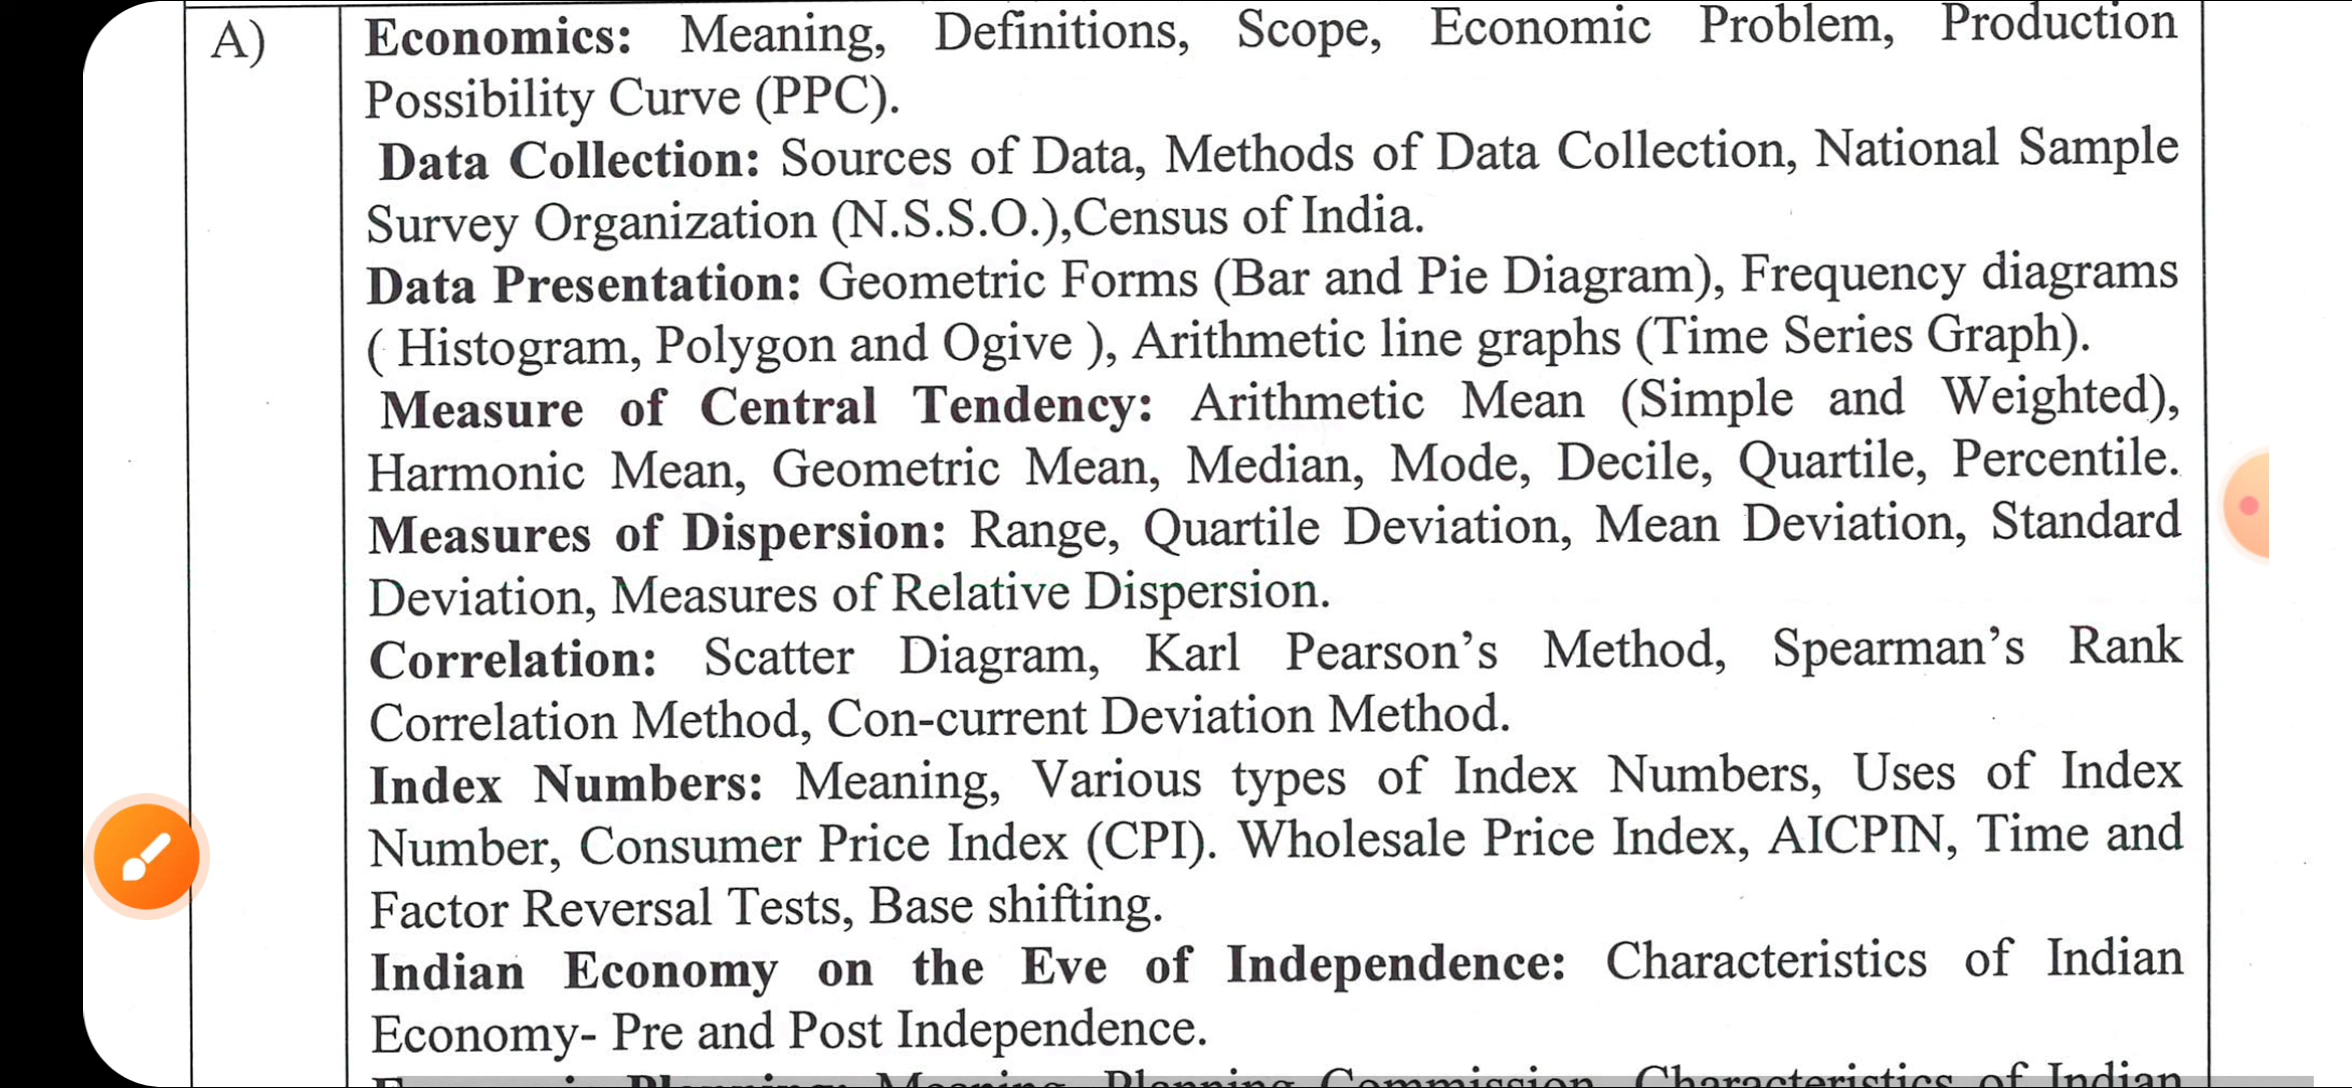 A)
Economics: Meaning, Definitions, Scope, Economic Problem, Production
Possibility Curve (PPC).
Data Collection: Sources of Data, Methods of Data Collection, National Sample
Survey Organization (N.S.S.O.),Census of India.
Data Presentation: Geometric Forms (Bar and Pie Diagram), Frequency diagrams
( Histogram, Polygon and Ogive ), Arithmetic line graphs (Time Series Graph).
Measure of Central Tendency: Arithmetic Mean (Simple and Weighted),
Harmonic Mean, Geometric Mean, Median, Mode, Decile, Quartile, Percentile.
Measures of Dispersion: Range, Quartile Deviation, Mean Deviation, Standard
Deviation, Measures of Relative Dispersion.
Correlation: Scatter Diagram, Karl Pearson's Method, Spearman's Rank
Correlation Method, Con-current Deviation Method.
Index Numbers: Meaning, Various types of Index Numbers, Uses of Index
Number, Consumer Price Index (CPI). Wholesale Price Index, AICPIN, Time and
Factor Reversal Tests, Base shifting.
Indian Economy on the Eve of Independence: Characteristics of Indian
Economy- Pre and Post Independence.
Meaning, Planning Commission, Characteristics of Indian